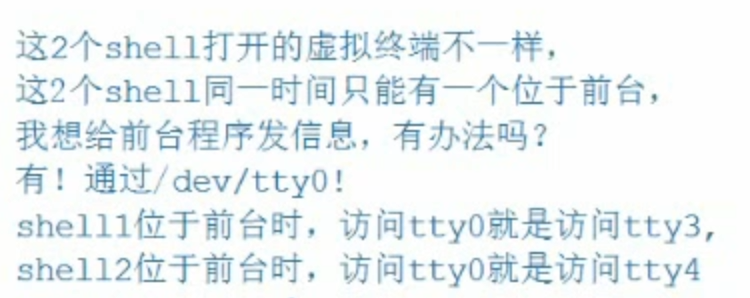 这2个shell打开的虚拟终端不一样，
这2个shell同一时间只能有一个位于前台，
我想给前台程序发信息，有办法吗？
有！通过/dev/tty0!
shell1位于前台时，访问tty0就是访问tty3,
shell2位于前台时，访问tty0就是访问tty4